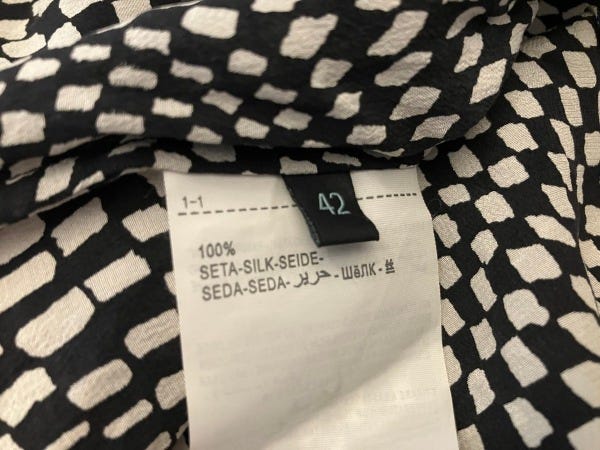 1-1
42
100%
SETA-SILK-SEIDE-
SEDA-SEDA- حرير - ШёЛК - 丝